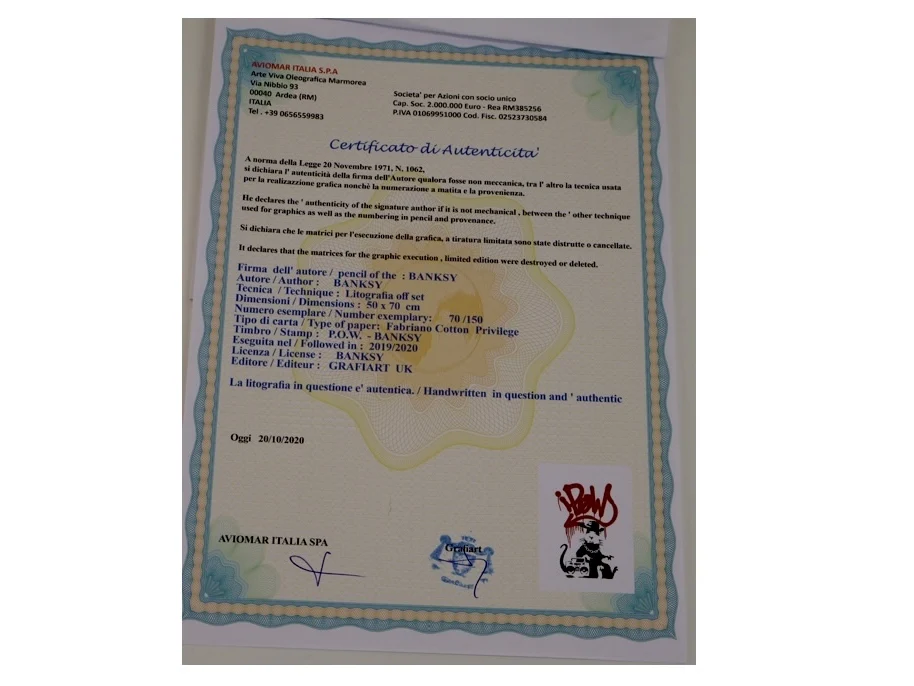 AVIOMAR ITALIA S.P.A
Arte Viva Oleografica Marmorea
Via Nibbio 93
00040 Ardea (RM)
ITALIA
Tel . +39 0656559983
Societa' per Azioni con socio unico
Cap. Soc. 2.000.000 Euro - Rea RM385256
P.IVA 01069951000 Cod. Fisc. 02523730584
Certificato di Autenticita'
A norma della Legge 20 Novembre 1971, N. 1062,
si dichiara l' autenticità della firma dell'Autore qualora fosse non meccanica, tra l' altro la tecnica usata
per la realizazzione grafica nonchè la numerazione a matita e la provenienza.
He declares the ' authenticity of the signature author if it is not mechanical , between the ' other technique
used for graphics as well as the numbering in pencil and provenance.
Si dichiara che le matrici per l'esecuzione della grafica, a tiratura limitata sono state distrutte o cancellate.
It declares that the matrices for the graphic execution , limited edition were destroyed or deleted.
Firma dell' autore / pencil of the : BANKSY
Autore / Author : BANKSY
Tecnica / Technique : Litografia off set
Dimensioni / Dimensions : 50 x 70 cm
Numero esemplare / Number exemplary: 70 /150
Tipo di carta / Type of paper: Fabriano Cotton Privilege
Timbro / Stamp : P.O.W. - BANKSY
Eseguita nel / Followed in : 2019/2020
Licenza / License : BANKSY
Editore / Editeur : GRAFIART UK
La litografia in questione e' autentica. / Handwritten in question and ' authentic
Oggi 20/10/2020
AVIOMAR ITALIA SPA
Grafiart
POW